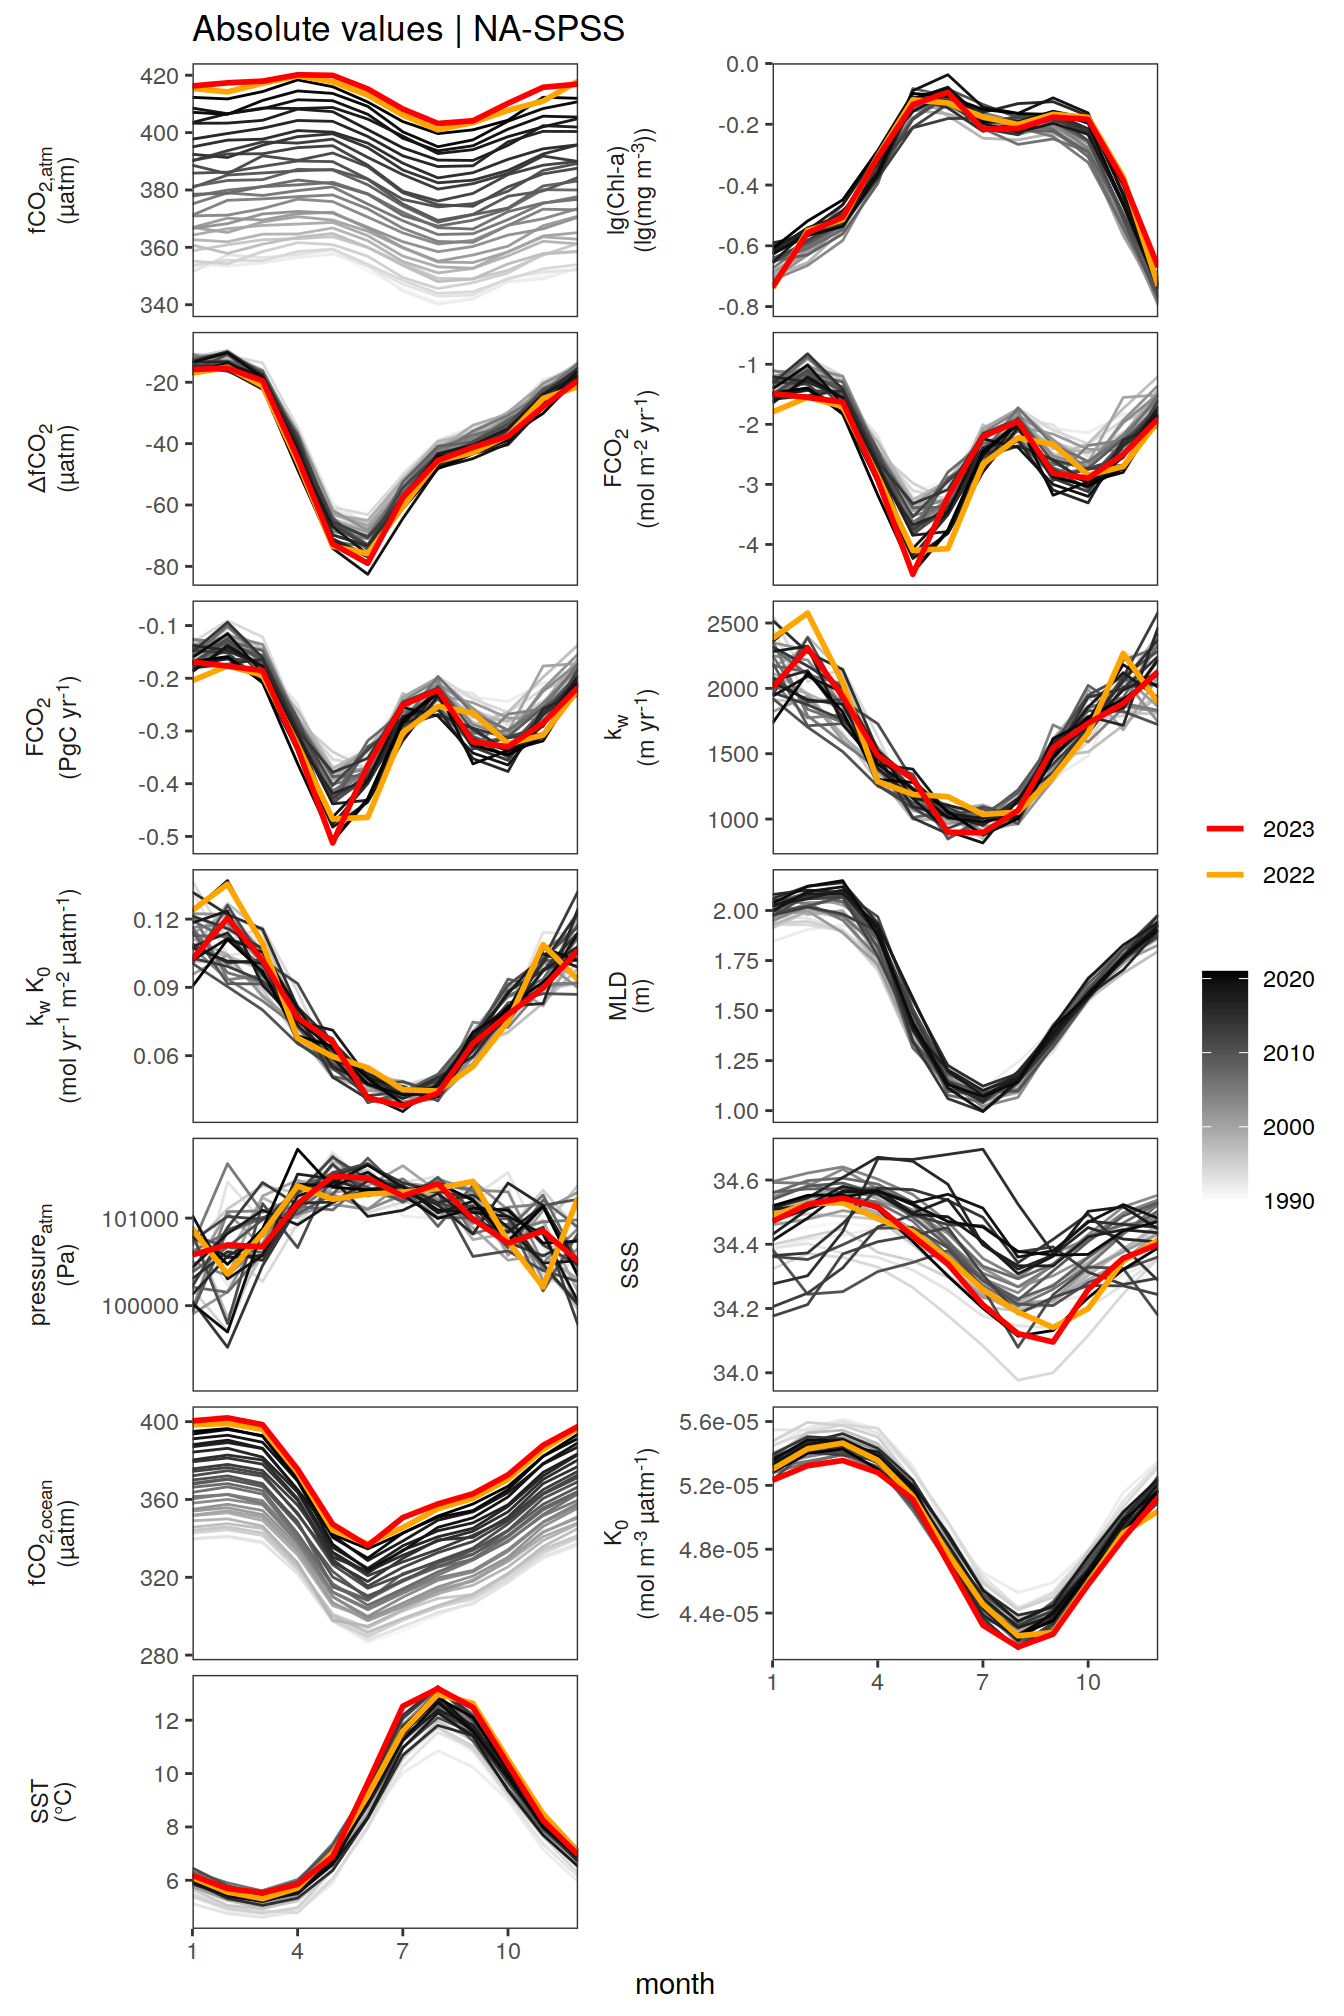 Absolute values | NA-SPSS
fCO2,atm
(µatm)
420
400
380
360
340
lg(Chl-a)
(lg(mg m-3))
0.0
-0.2
-0.4
-0.6
-0.8
ΔfCO2
(µatm)
-20
-40
-60
-80
FCO2
(mol m-2 yr-1)
-1
-2
-3
-4
FCO2
(PgC yr-1)
-0.1
-0.2
-0.3
-0.4
-0.5
kw
(m yr-1)
2500
2000
1500
1000
kw K0
(mol yr-1 m-2 µatm-1)
0.12
0.09
0.06
MLD
(m)
2.00
1.75
1.50
1.25
1.00
pressureatm
(Pa)
101000
100000
SSS
34.6
34.4
34.2
34.0
fCO2,ocean
(µatm)
400
360
320
280
K0
(mol m-3 µatm-1)
5.6e-05
5.2e-05
4.8e-05
4.4e-05
1
4
7
10
SST
(°C)
12
10
8
6
1
4
7
10
month
2023
2022
2020
2010
2000
1990